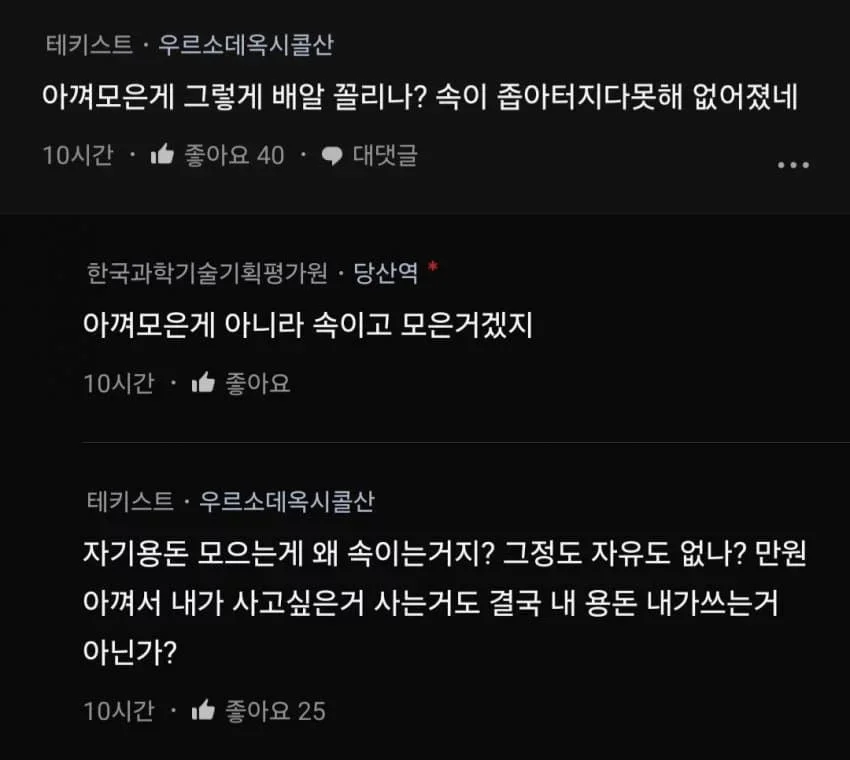 테키스트 · 우르소데옥시콜산
아껴모은게 그렇게 배알 꼴리나? 속이 좁아터지다못해 없어졌네
10시간 · 좋아요 40 · 대댓글
한국과학기술기획평가원 · 당산역 *
아껴모은게 아니라 속이고 모은거겠지
10시간 · 좋아요
테키스트 · 우르소데옥시콜산
자기용돈 모으는게 왜 속이는거지? 그정도 자유도 없나? 만원
아껴서 내가 사고싶은거 사는거도 결국 내 용돈 내가쓰는거
아닌가?
10시간 · 좋아요 25